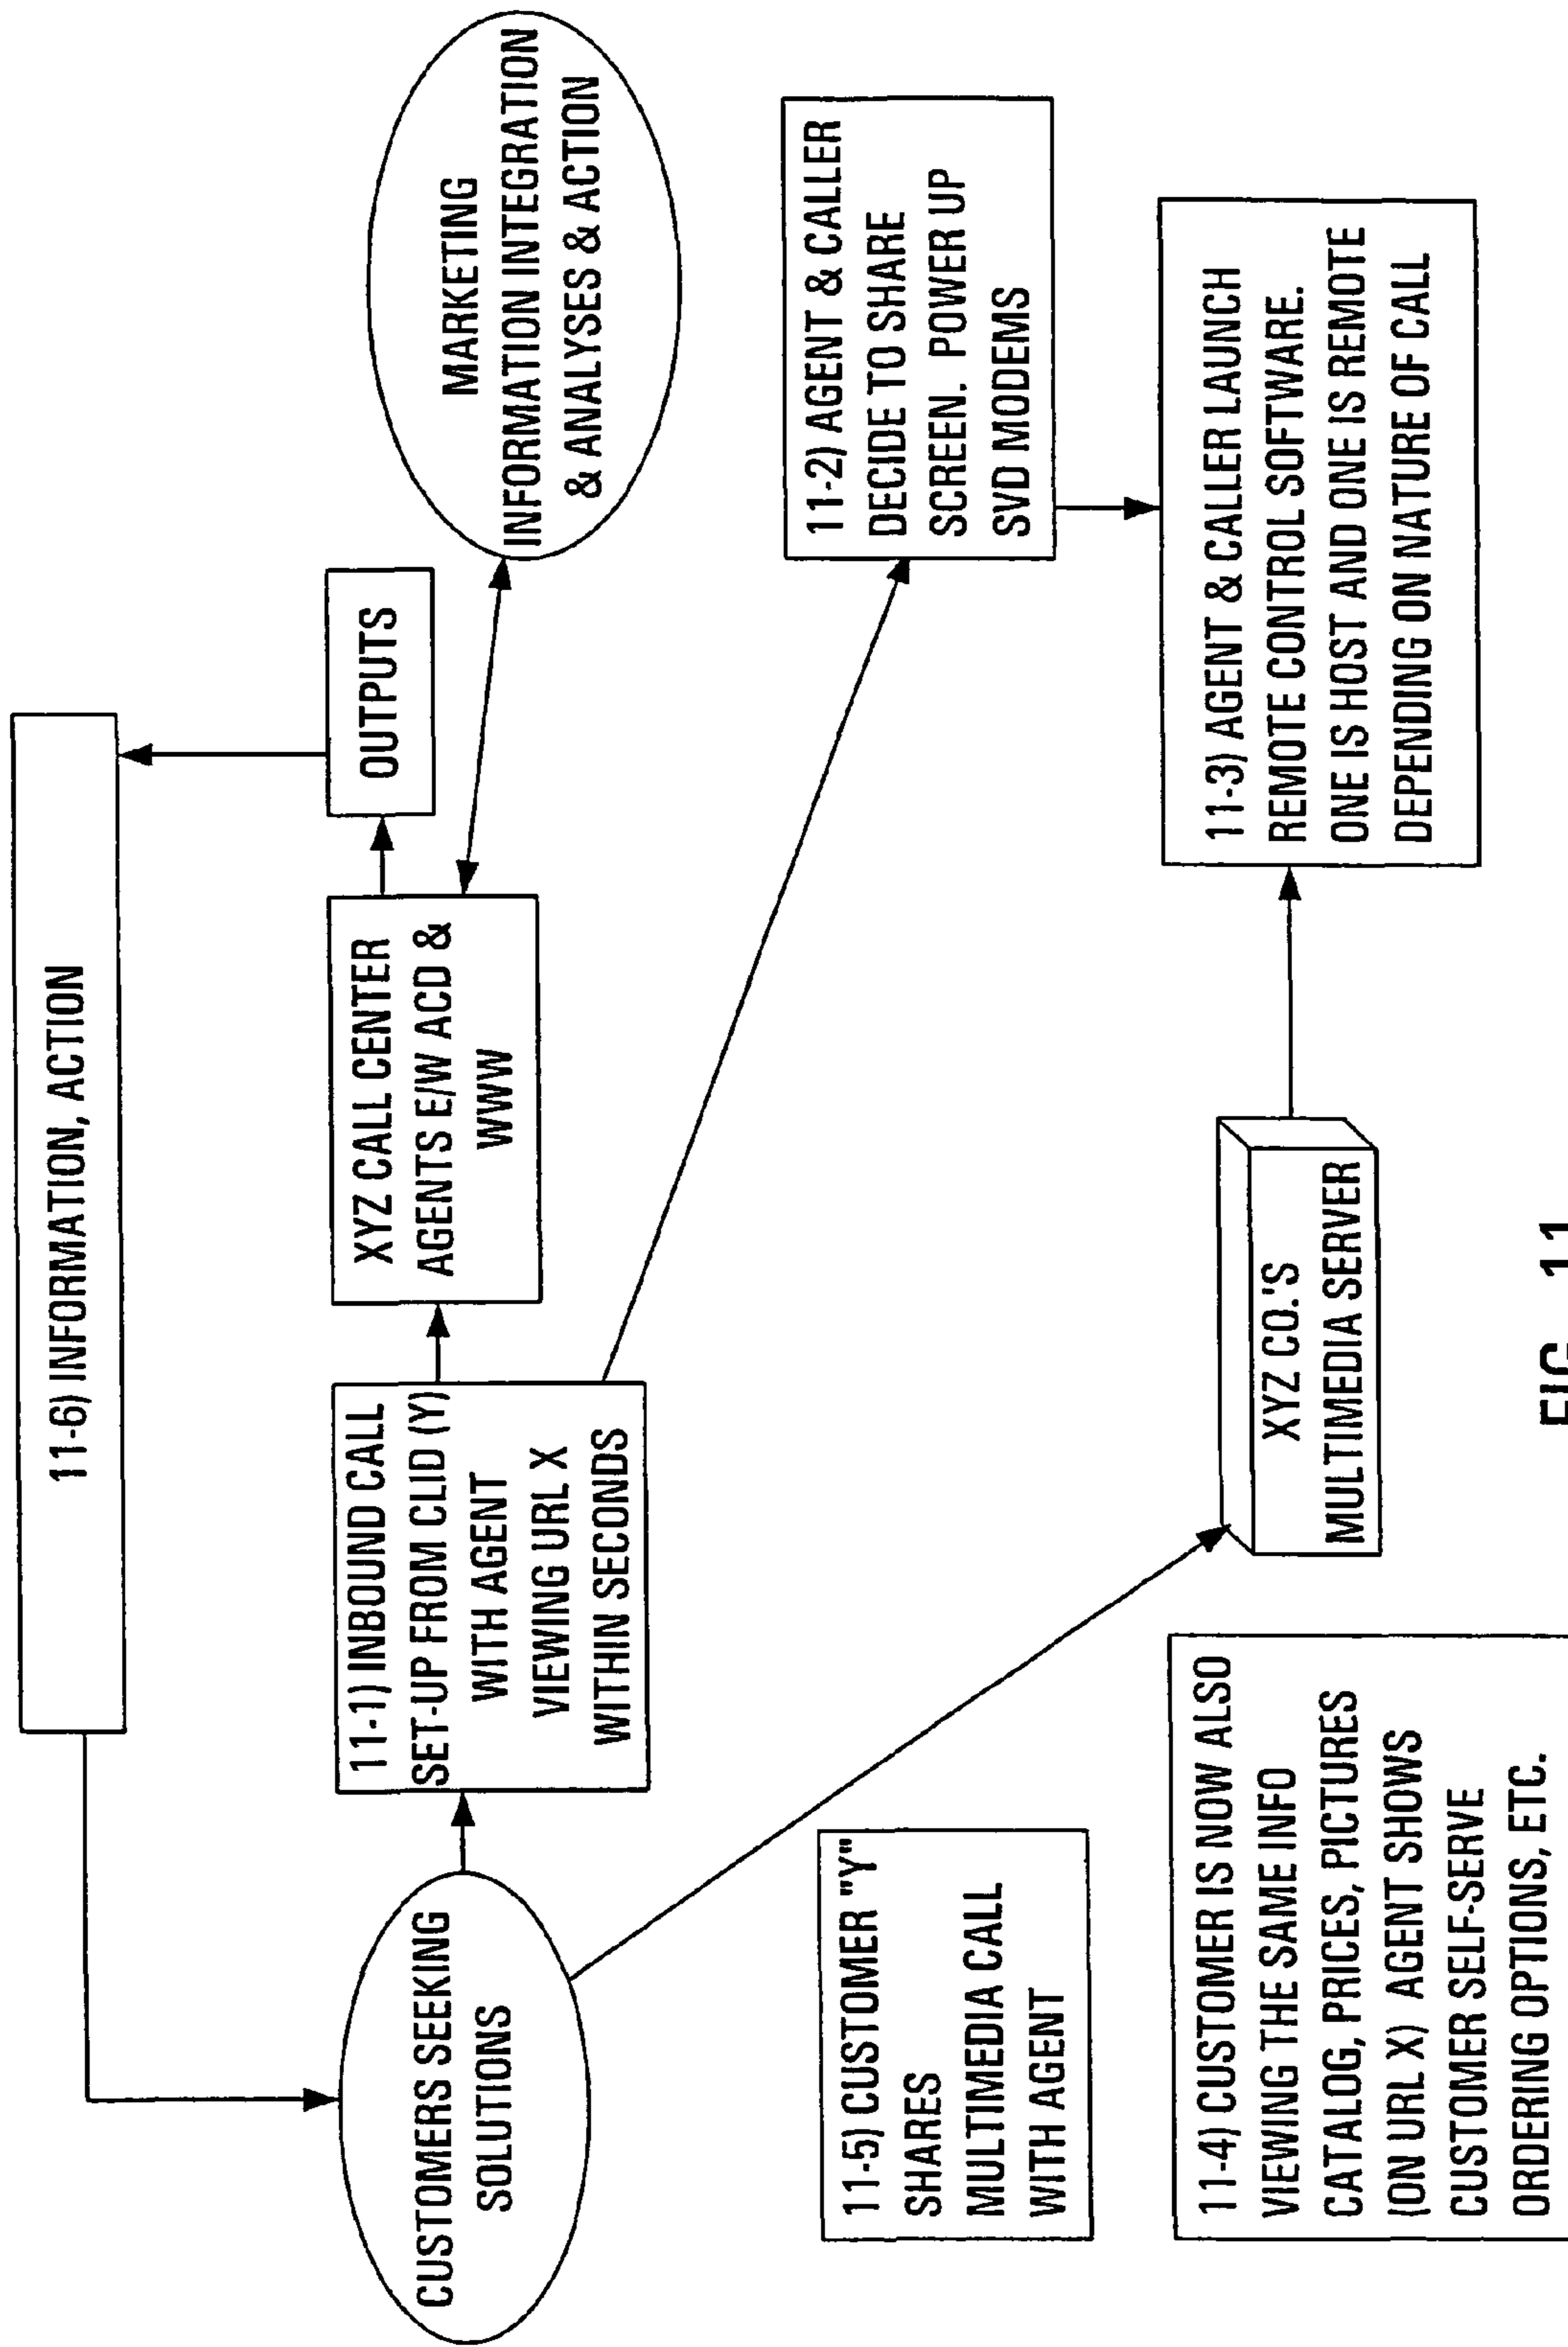 11-6) INFORMATION, ACTION
CUSTOMERS SEEKING
SOLUTIONS
11-1) INBOUND CALL
SET-UP FROM CLID (Y)
WITH AGENT
VIEWING URL X
WITHIN SECONDS
XYZ CALL CENTER
AGENTS E/W ACD &
WWW
OUTPUTS
MARKETING
INFORMATION INTEGRATION
& ANALYSES & ACTION
11-5) CUSTOMER "Y"
SHARES
MULTIMEDIA CALL
WITH AGENT
11-2) AGENT & CALLER
DECIDE TO SHARE
SCREEN. POWER UP
SVD MODEMS
11-4) CUSTOMER IS NOW ALSO
VIEWING THE SAME INFO
CATALOG, PRICES, PICTURES
(ON URL X) AGENT SHOWS
CUSTOMER SELF-SERVE
ORDERING OPTIONS, ETC.
XYZ CO.'S
MULTIMEDIA SERVER
11-3) AGENT & CALLER LAUNCH
REMOTE CONTROL SOFTWARE.
ONE IS HOST AND ONE IS REMOTE
DEPENDING ON NATURE OF CALL
FIG. 11